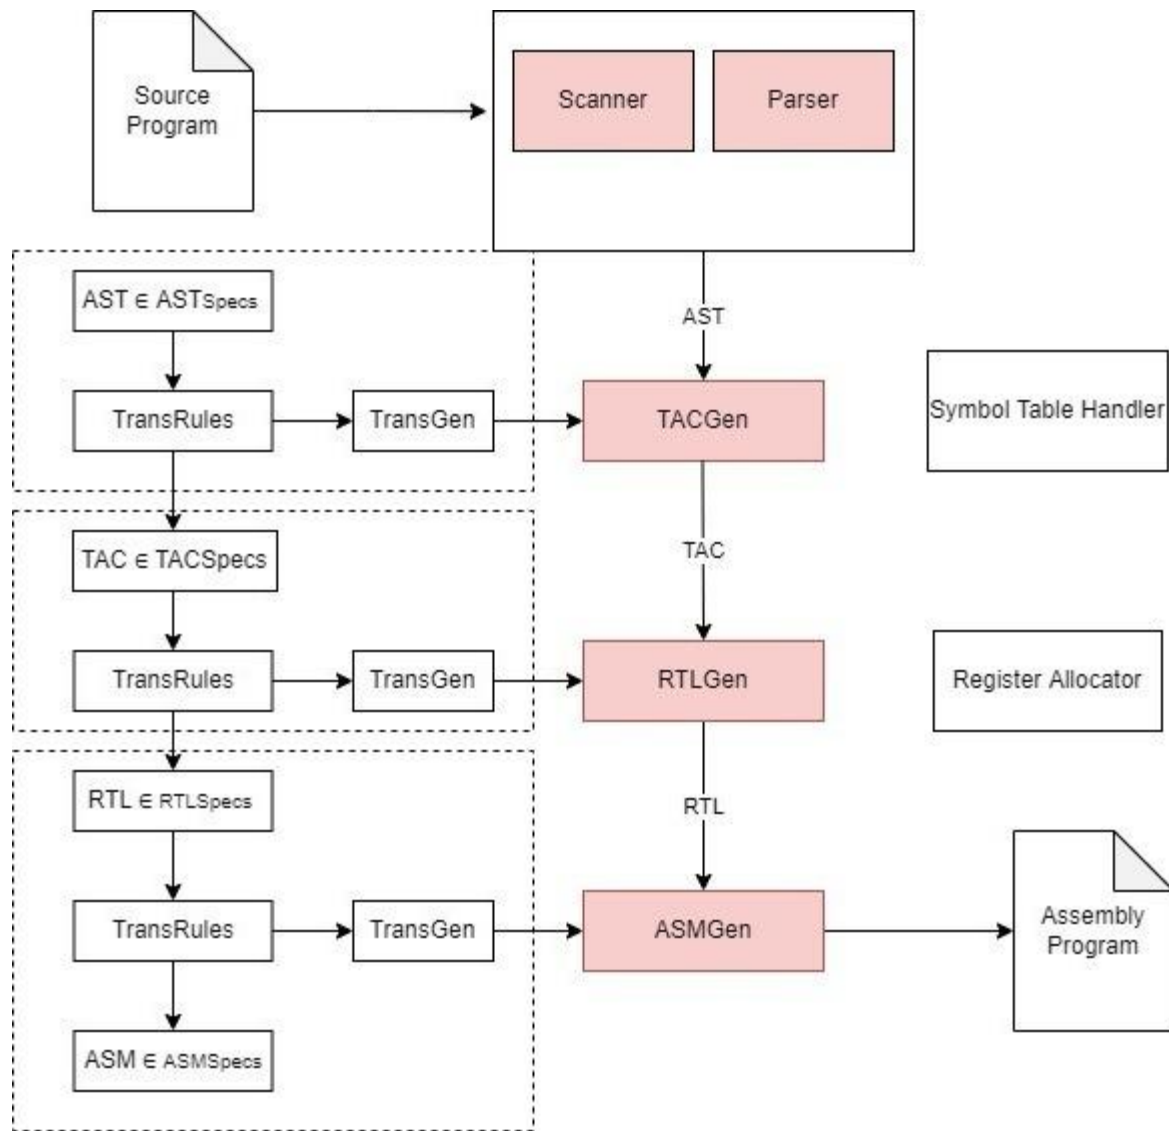 Source
Program
Scanner
Parser
AST ∈ ASTSpecs
AST
TransRules
TransGen
TACGen
Symbol Table Handler
TAC ∈ TACSpecs
TAC
TransRules
TransGen
RTLGen
Register Allocator
RTL ∈ RTLSpecs
RTL
TransRules
TransGen
ASMGen
Assembly
Program
ASM ∈ ASMSpecs